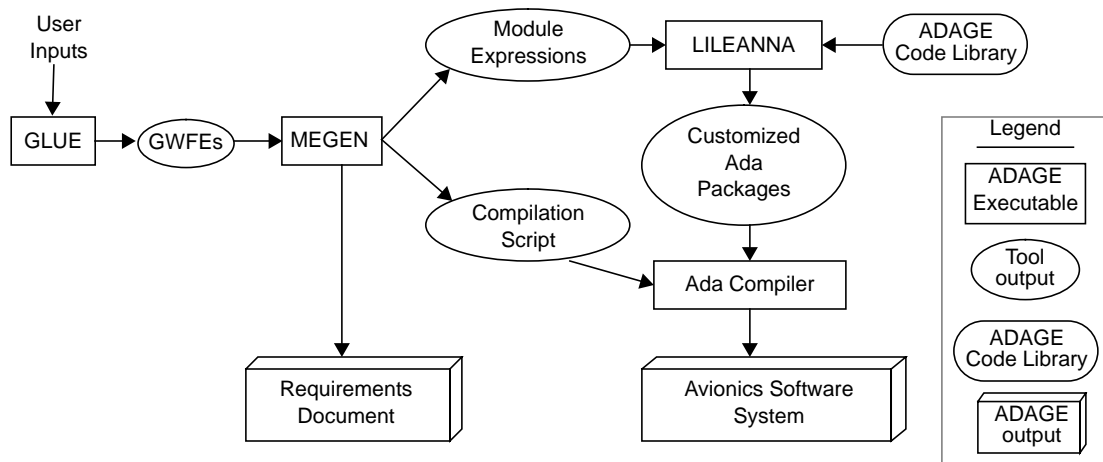 User
Inputs
GLUE
GWFEs
MEGEN
Module
Expressions
LILEANNA
ADAGE
Code Library
Customized
Ada
Packages
Compilation
Script
Ada Compiler
Requirements
Document
Avionics Software
System
Legend
ADAGE
Executable
Tool
output
ADAGE
Code Library
ADAGE
output